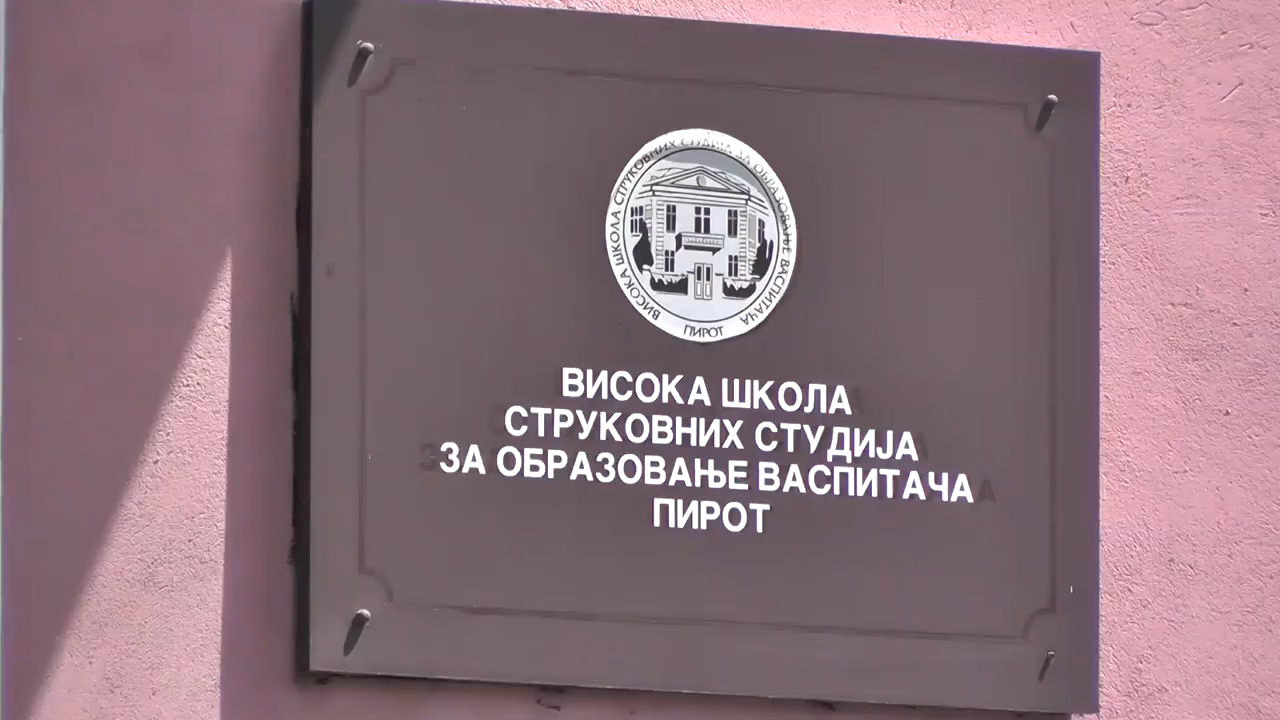 ВИСОКА ШКОЛА СТРУКОВНИХ СТУДИЈА ЗА ОБРАЗОВАЊЕ ВАСПИТАЧА
ПИРОТ
ВИСОКА ШКОЛА
СТРУКОВНИХ СТУДИЈА
ЗА ОБРАЗОВАЊЕ ВАСПИТАЧА
ПИРОТ